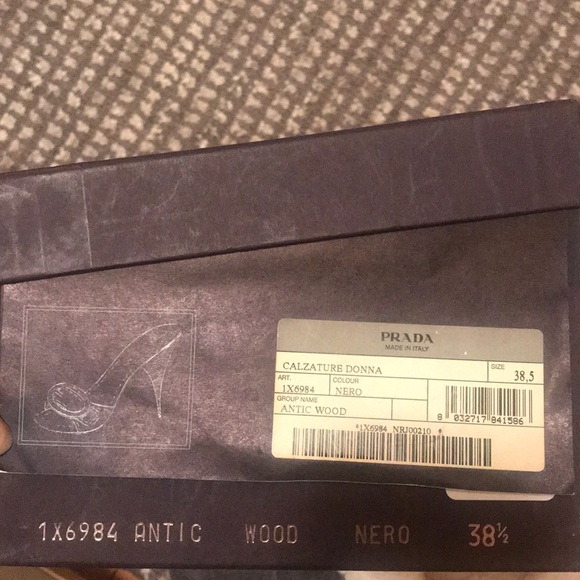 PRADA
MADE IN ITALY
CALZATURE DONNA
SIZE
38,5
ART.
1X6984
COLOUR
NERO
GROUP NAME
ANTIC WOOD
8 032717 841586
*1X6984 NRJ00210 *
1X6984 ANTIC WOOD NERO 38½